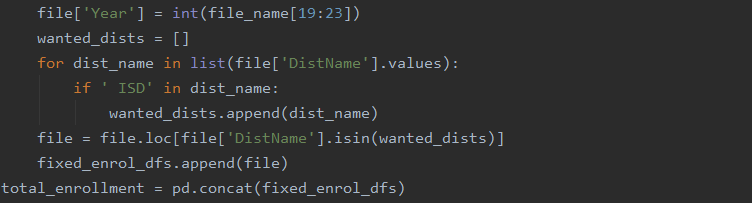 file['Year'] = int(file_name[19:23])
wanted_dists = []
for dist_name in list(file['DistName'].values):
if ' ISD' in dist_name:
wanted_dists.append(dist_name)
file = file.loc[file['DistName'].isin(wanted_dists)]
fixed_enrol_dfs.append(file)
total_enrollment = pd.concat(fixed_enrol_dfs)